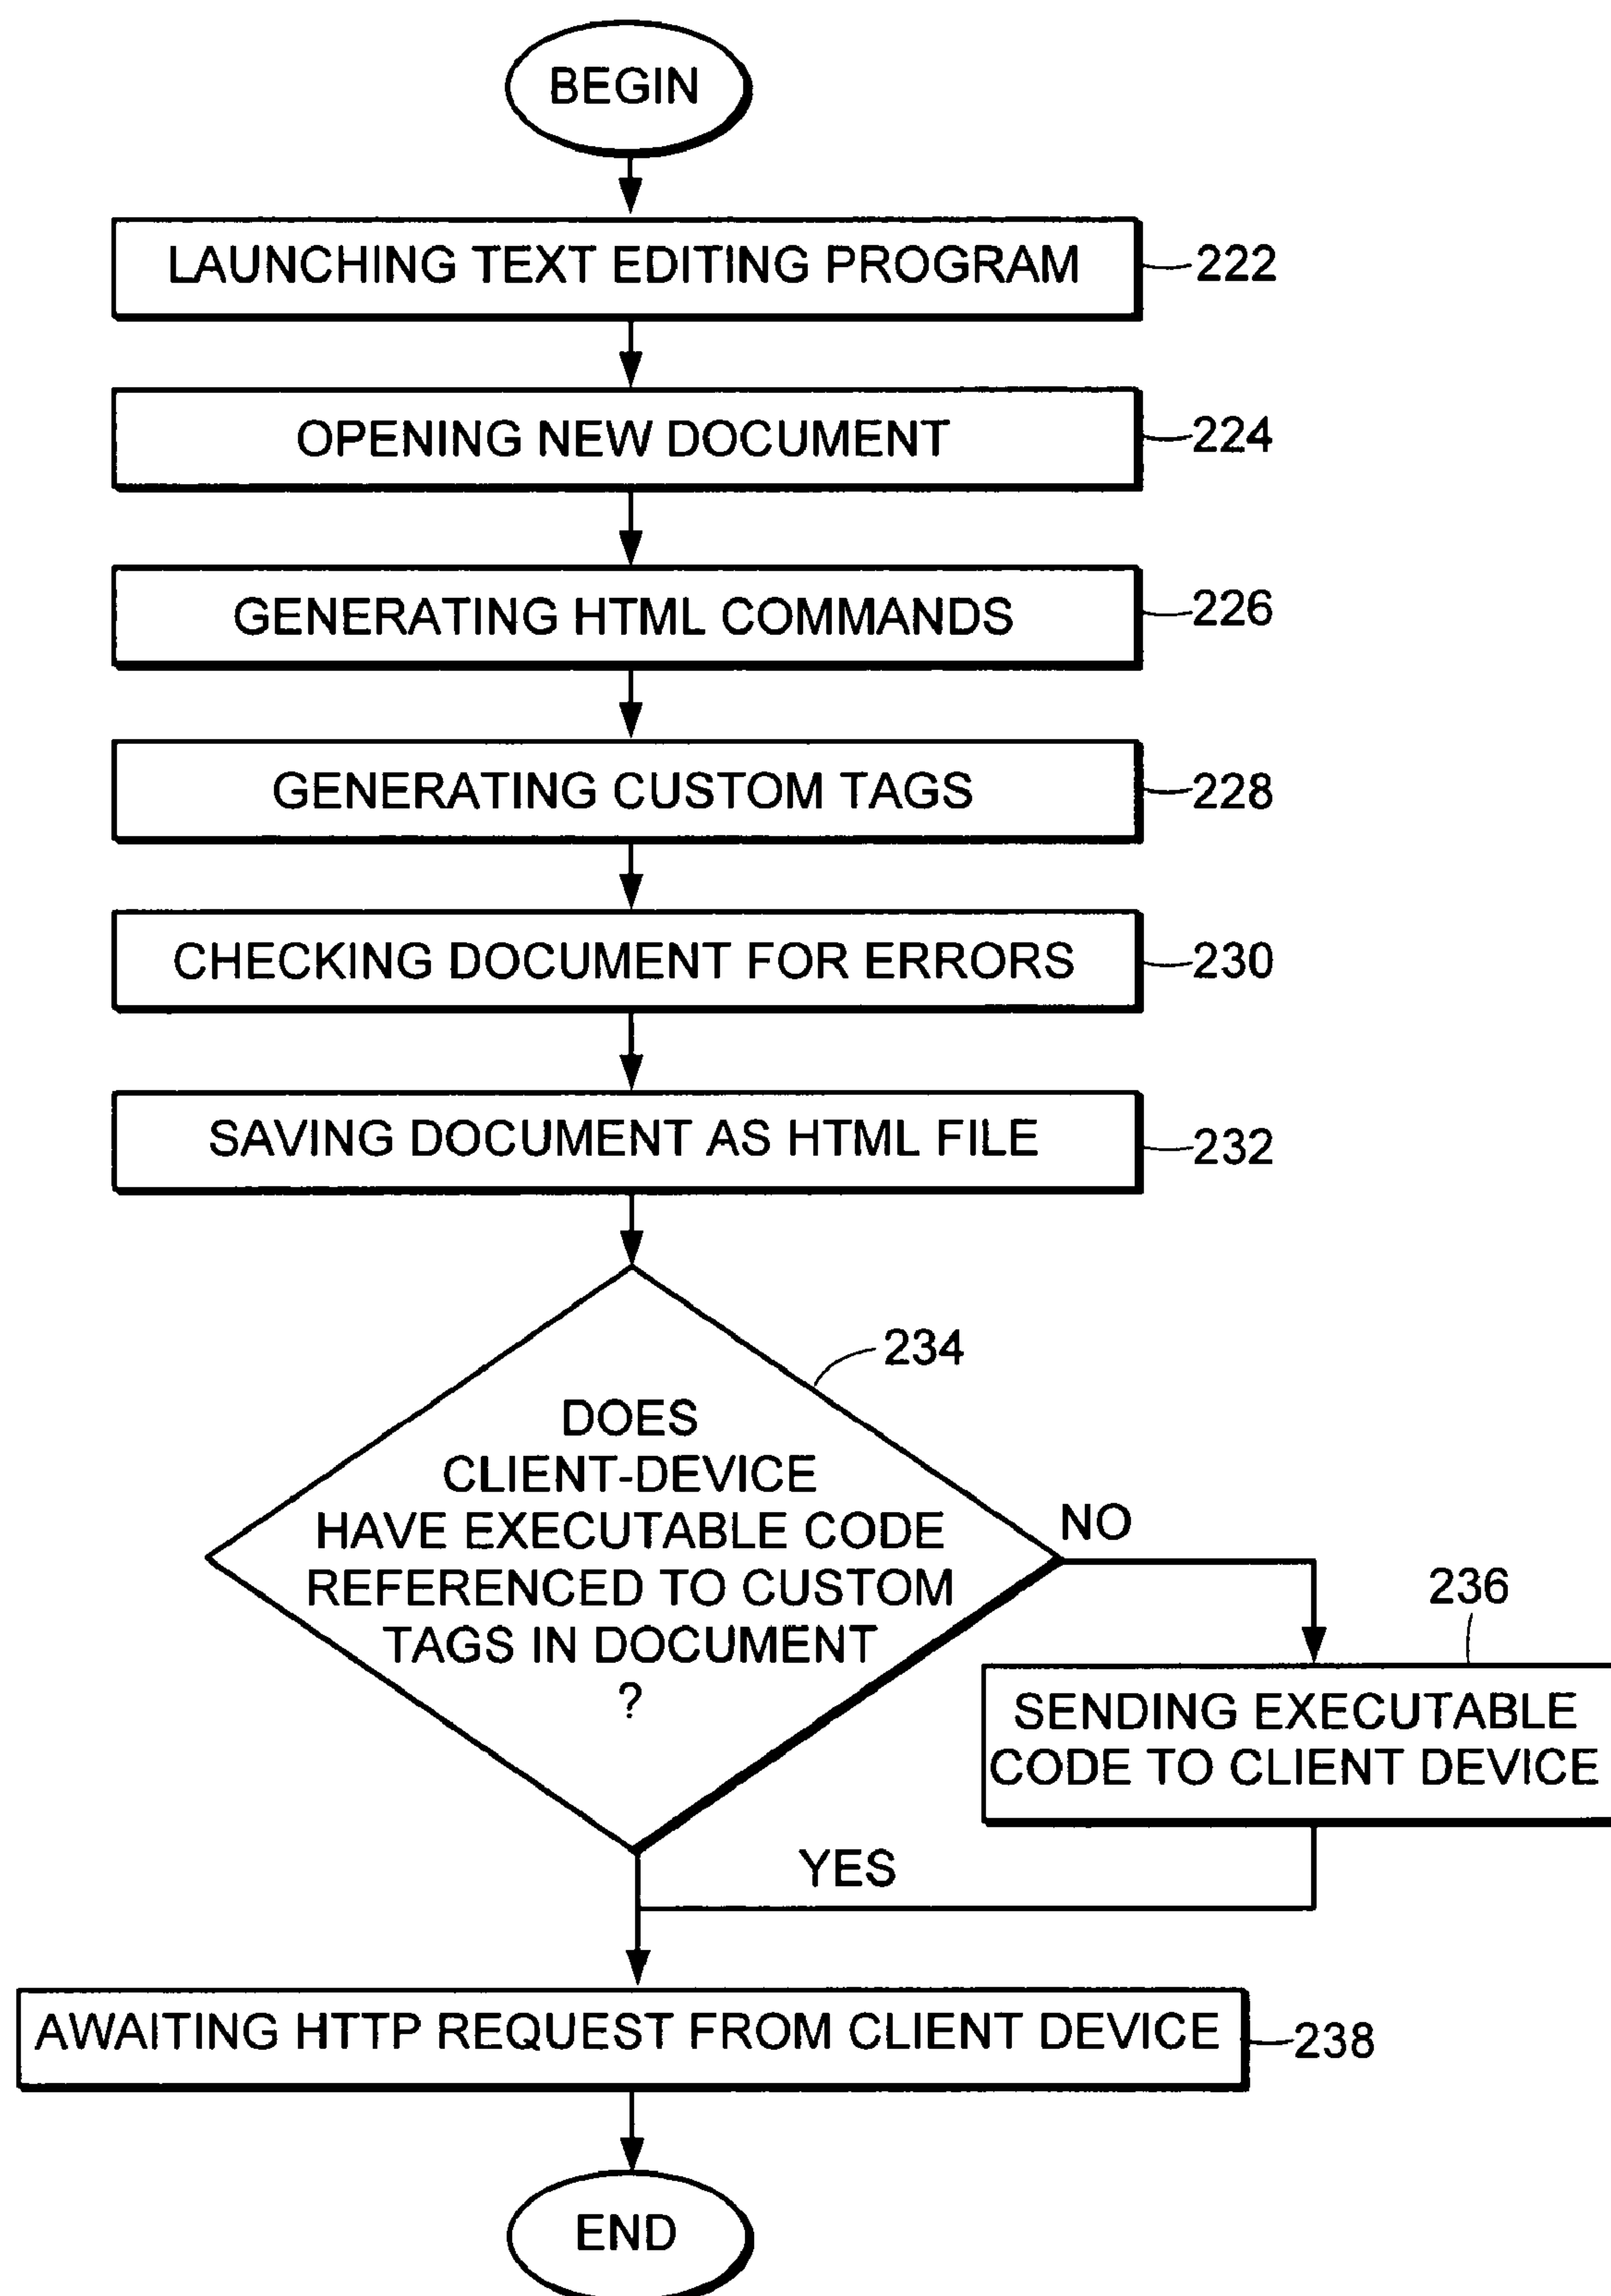 BEGIN
LAUNCHING TEXT EDITING PROGRAM
222
OPENING NEW DOCUMENT
224
GENERATING HTML COMMANDS
226
GENERATING CUSTOM TAGS
228
CHECKING DOCUMENT FOR ERRORS
230
SAVING DOCUMENT AS HTML FILE
232
234
DOES
CLIENT-DEVICE
HAVE EXECUTABLE CODE
REFERENCED TO CUSTOM
TAGS IN DOCUMENT
?
NO
236
SENDING EXECUTABLE
CODE TO CLIENT DEVICE
YES
AWAITING HTTP REQUEST FROM CLIENT DEVICE
238
END